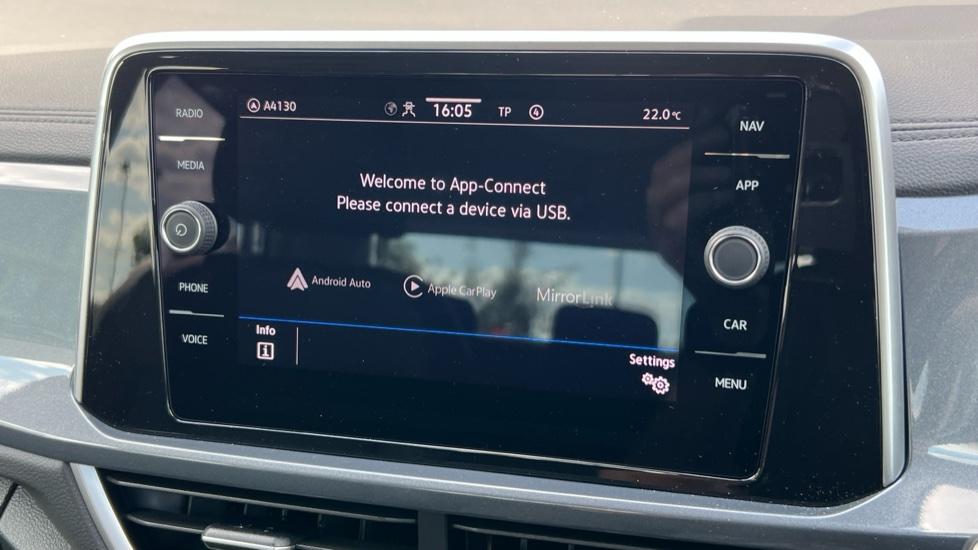 RADIO
MEDIA
PHONE
VOICE
A4130
16:05
TP
4
22.0°C
Welcome to App-Connect
Please connect a device via USB.
Android Auto
Apple CarPlay
MirrorLink
Info
Settings
NAV
APP
CAR
MENU